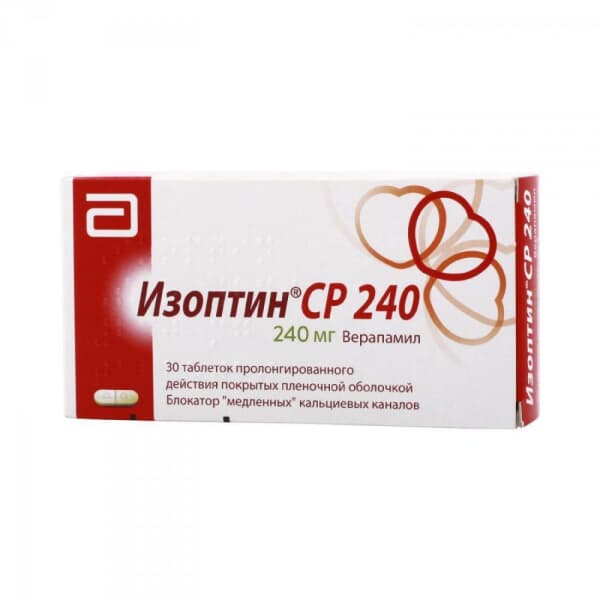 Изоптин® СР 240
240 мг Верапамил
30 таблеток пролонгированного
действия покрытых пленочной оболочкой
Блокатор "медленных" кальциевых каналов
Изоптин® СР 240
Верапамил